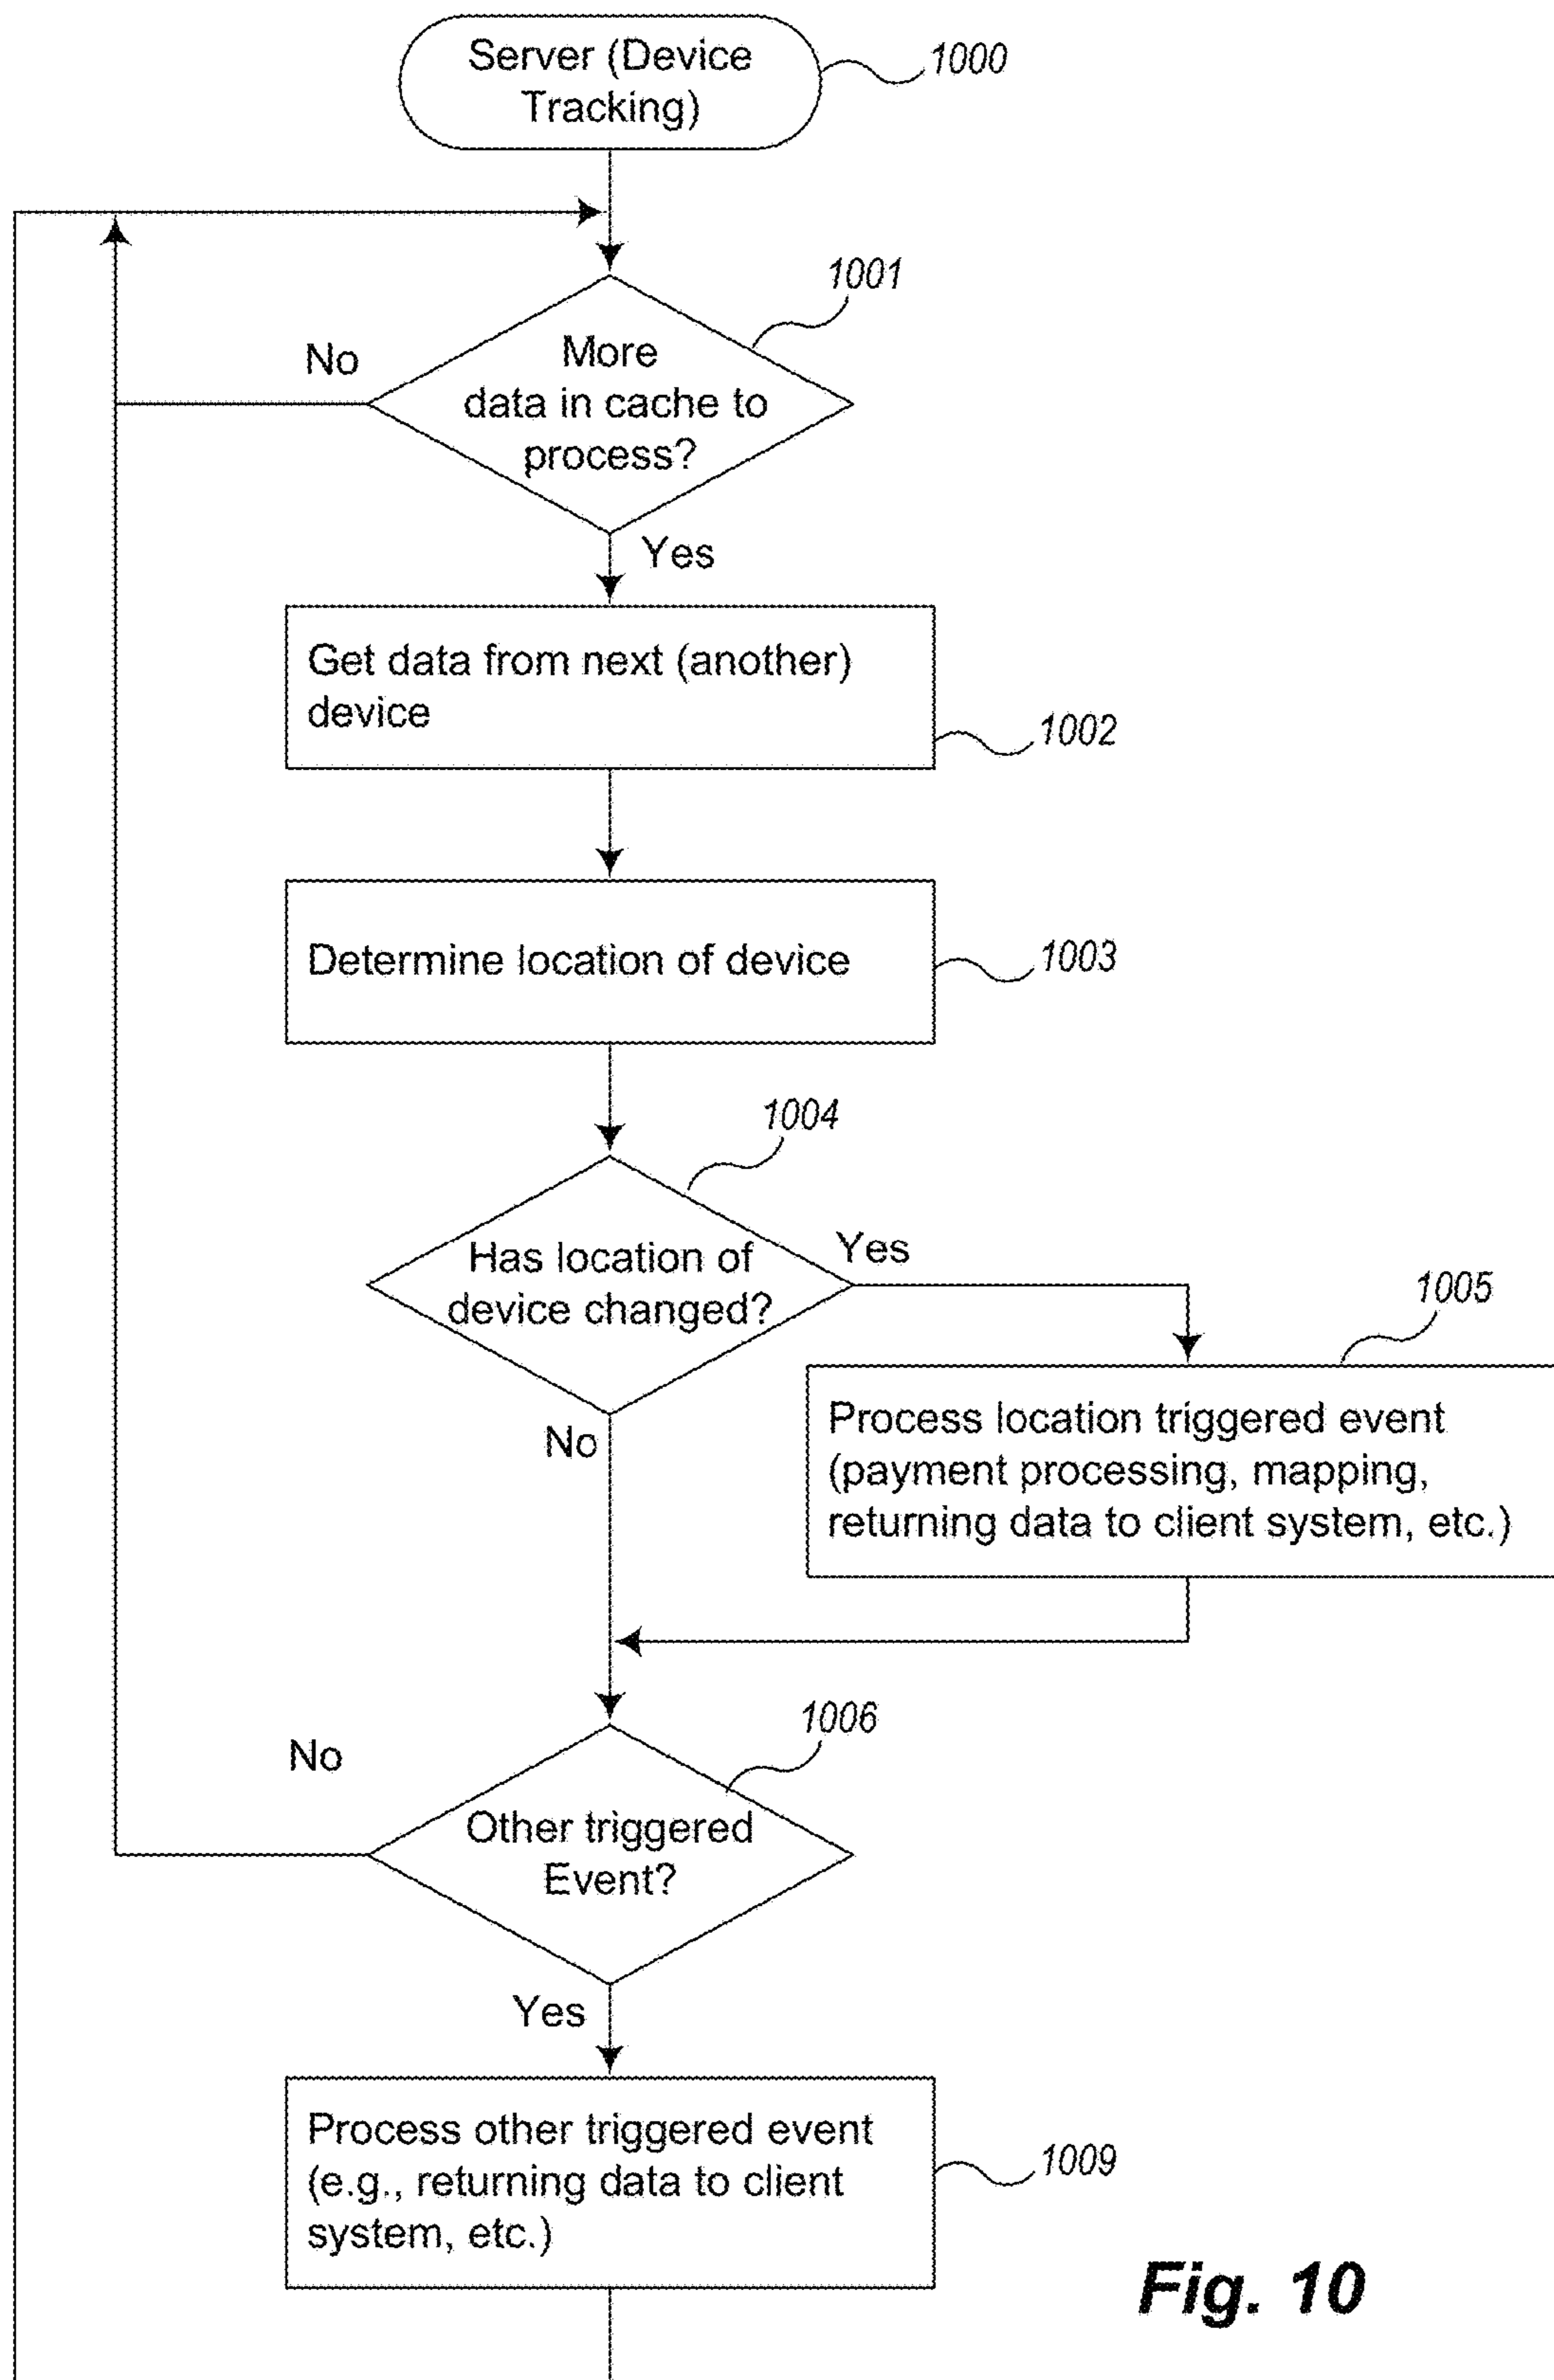 Server (Device
Tracking)
1000
1001
No
More
data in cache to
process?
Yes
Get data from next (another)
device
1002
Determine location of device
1003
1004
Has location of
device changed?
Yes
1005
No
Process location triggered event
(payment processing, mapping,
returning data to client system, etc.)
1006
No
Other triggered
Event?
Yes
Process other triggered event
(e.g., returning data to client
system, etc.)
1009
Fig. 10